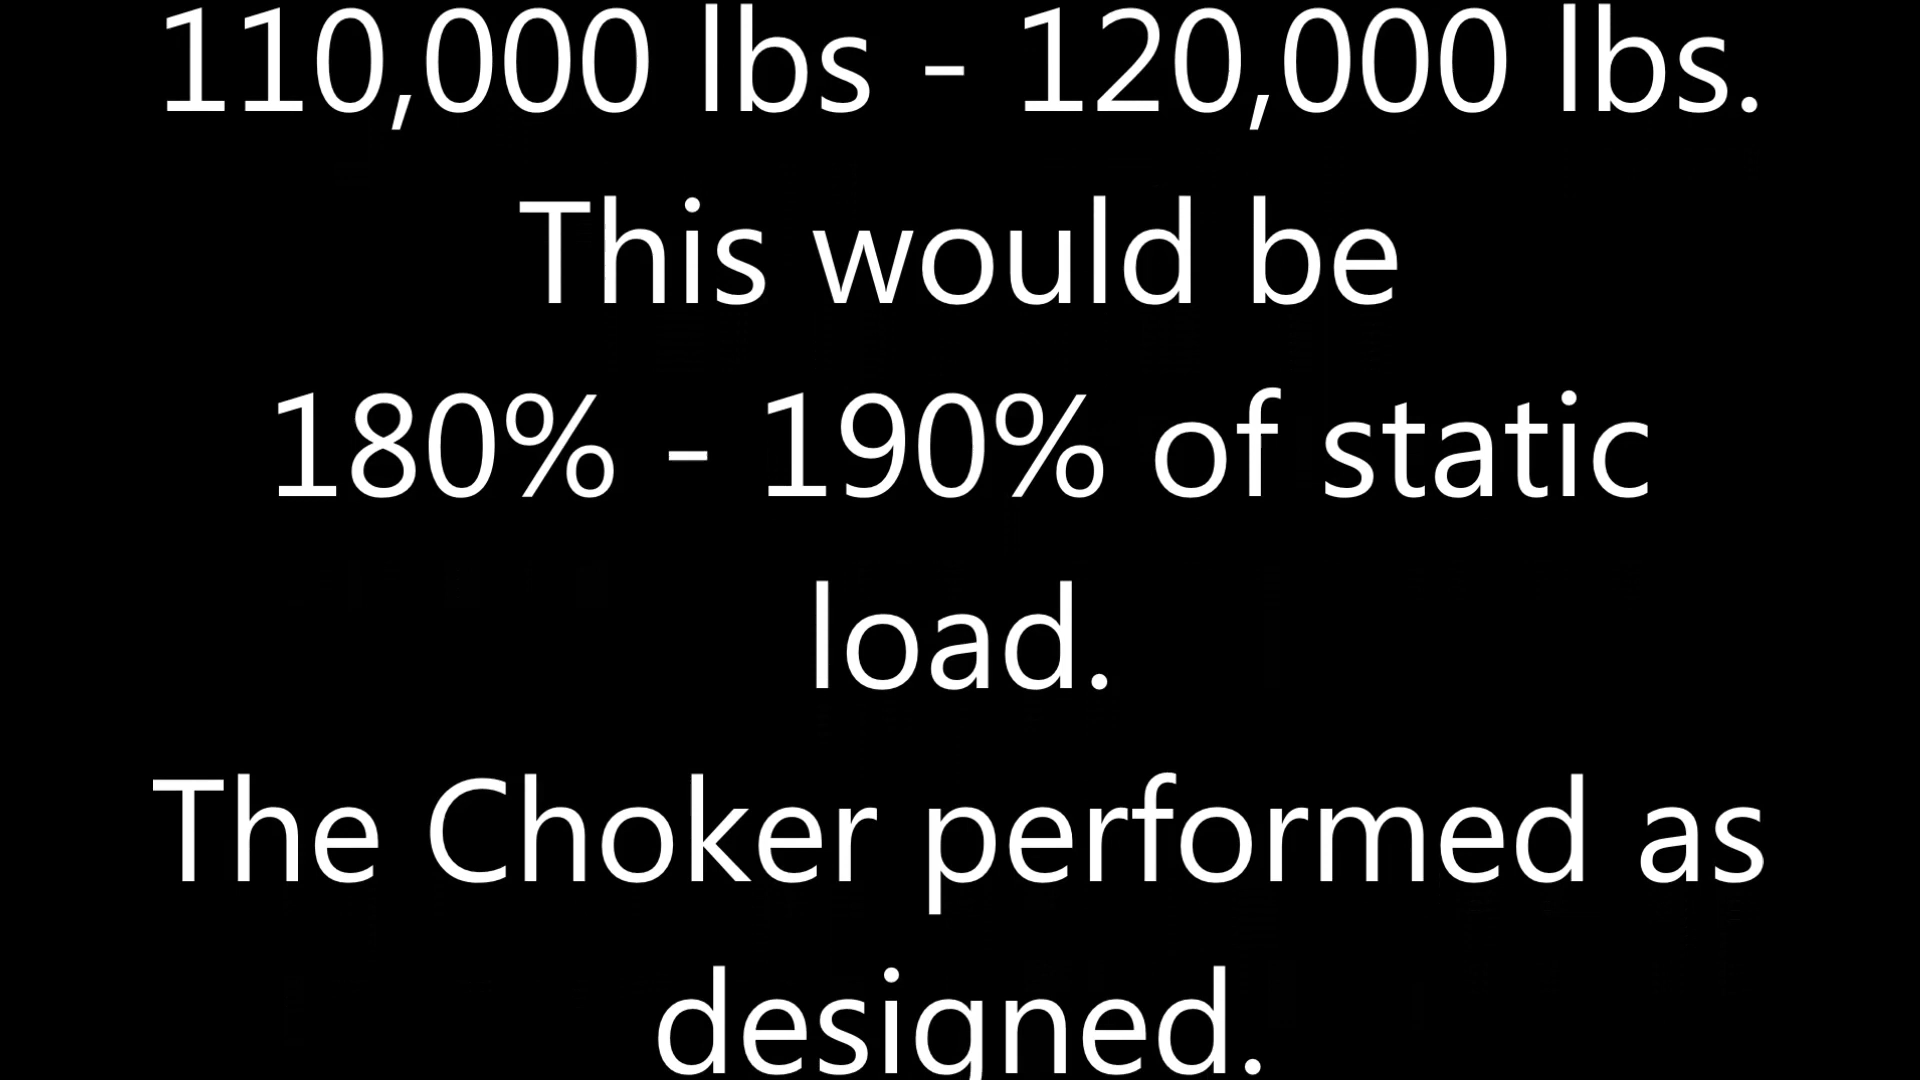 110,000 lbs - 120,000 lbs.
This would be
180% - 190% of static
load.
The Choker performed as
designed.